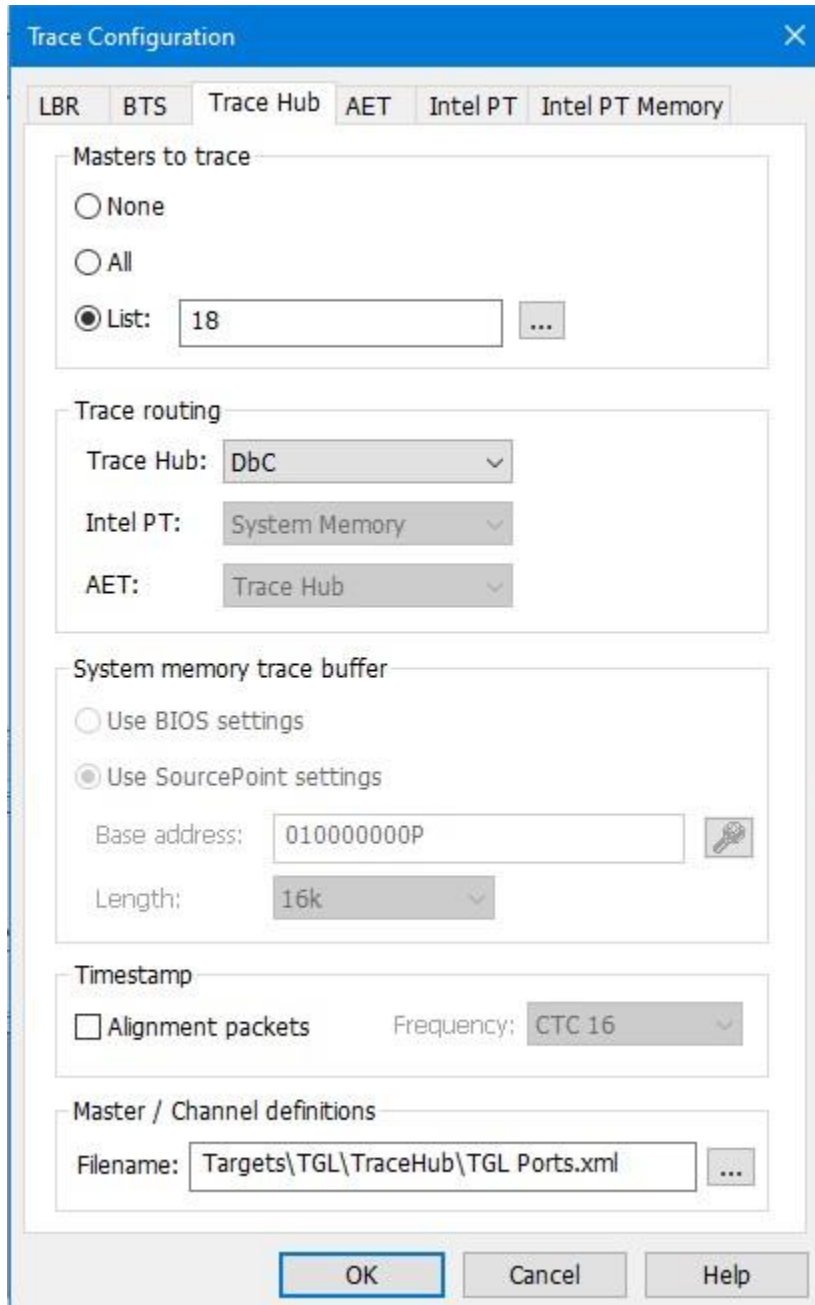 Trace Configuration
LBR BTS Trace Hub AET Intel PT Intel PT Memory
Masters to trace
None
All
List: 18 ...
Trace routing
Trace Hub: DbC
Intel PT: System Memory
AET: Trace Hub
System memory trace buffer
Use BIOS settings
Use SourcePoint settings
Base address: 010000000P
Length: 16k
Timestamp
Alignment packets Frequency: CTC 16
Master / Channel definitions
Filename: Targets\TGL\TraceHub\TGL Ports.xml ...
OK Cancel Help